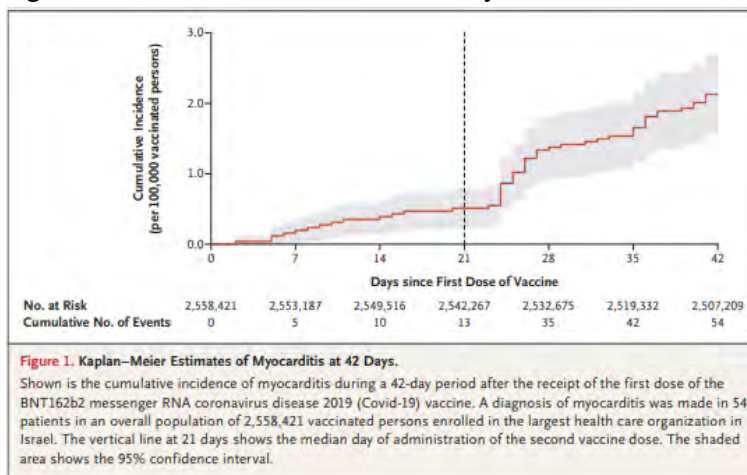 3.0
2.0
1.0
0.0
Cumulative Incidence
(per 100,000 vaccinated persons)
0 7 14 21 28 35 42
Days since First Dose of Vaccine
No. at Risk 2,558,421 2,553,187 2,549,516 2,542,267 2,532,675 2,519,332 2,507,209
Cumulative No. of Events 0 5 10 13 35 42 54
Figure 1. Kaplan–Meier Estimates of Myocarditis at 42 Days.
Shown is the cumulative incidence of myocarditis during a 42-day period after the receipt of the first dose of the
BNT162b2 messenger RNA coronavirus disease 2019 (Covid-19) vaccine. A diagnosis of myocarditis was made in 54
patients in an overall population of 2,558,421 vaccinated persons enrolled in the largest health care organization in
Israel. The vertical line at 21 days shows the median day of administration of the second vaccine dose. The shaded
area shows the 95% confidence interval.